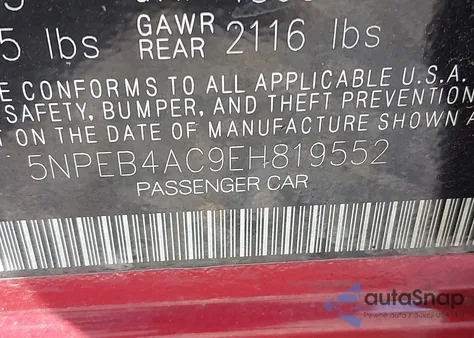 5 lbs GAWR REAR 2116 lbs
E CONFORMS TO ALL APPLICABLE U.S.A.
SAFETY, BUMPER, AND THEFT PREVENTI
T ON THE DATE OF MANUFACTURE SHOWN A
5NPEB4AC9EH819552
PASSENGER CAR
autoSnap